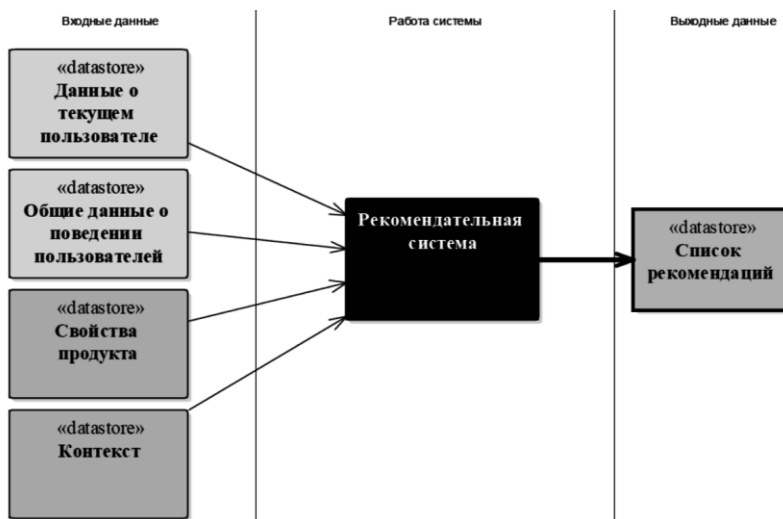 Входные данные
Работа системы
Выходные данные
«datastore»
Данные о
текущем
пользователе
«datastore»
Общие данные о
поведении
пользователей
«datastore»
Свойства
продукта
«datastore»
Контекст
Рекомендательная
система
«datastore»
Список
рекомендаций